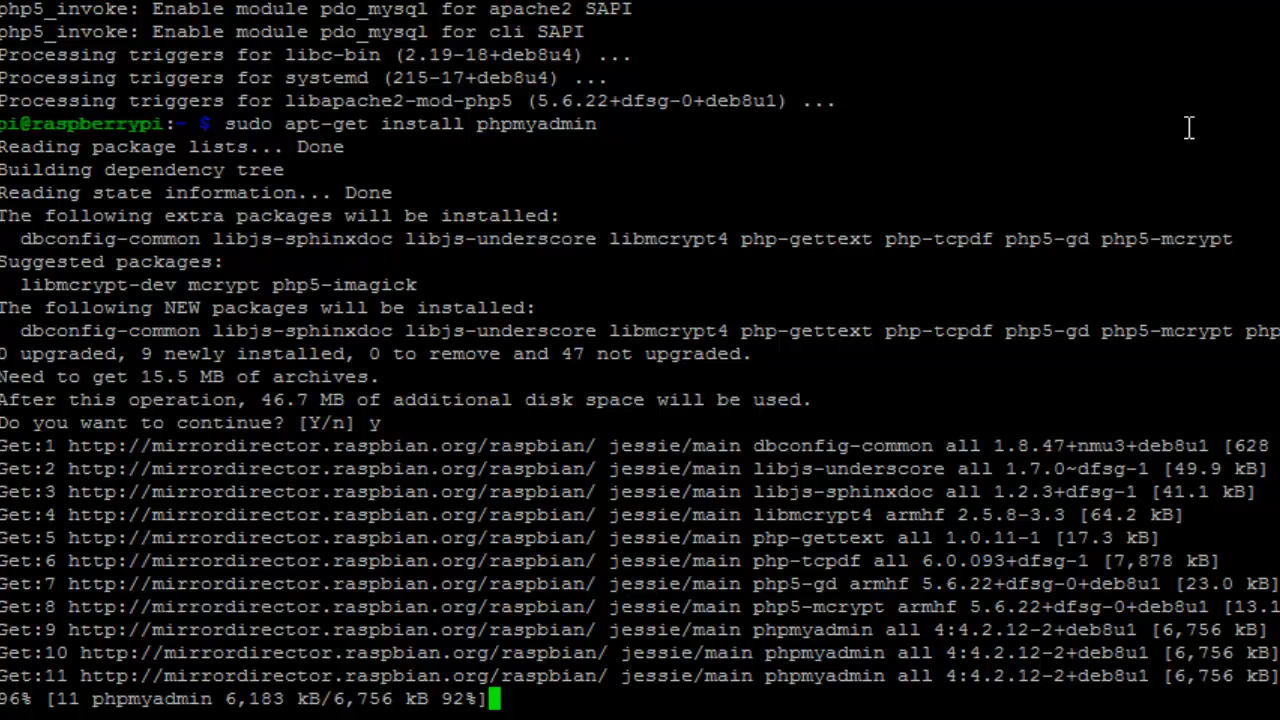 php5_invoke: Enable module pdo_mysql for apache2 SAPI
php5_invoke: Enable module pdo_mysql for cli SAPI
Processing triggers for libc-bin (2.19-18+deb8u4) ...
Processing triggers for systemd (215-17+deb8u4) ...
Processing triggers for libapache2-mod-php5 (5.6.22+dfsg-0+deb8u1) ...
pi@raspberrypi:~ $ sudo apt-get install phpmyadmin
Reading package lists... Done
Building dependency tree
Reading state information... Done
The following extra packages will be installed:
  dbconfig-common libjs-sphinxdoc libjs-underscore libmcrypt4 php-gettext php-tcpdf php5-gd php5-mcrypt
Suggested packages:
  libmcrypt-dev mcrypt php5-imagick
The following NEW packages will be installed:
  dbconfig-common libjs-sphinxdoc libjs-underscore libmcrypt4 php-gettext php-tcpdf php5-gd php5-mcrypt php
0 upgraded, 9 newly installed, 0 to remove and 47 not upgraded.
Need to get 15.5 MB of archives.
After this operation, 46.7 MB of additional disk space will be used.
Do you want to continue? [Y/n] y
Get:1 http://mirrordirector.raspbian.org/raspbian/ jessie/main dbconfig-common all 1.8.47+nmu3+deb8u1 [628
Get:2 http://mirrordirector.raspbian.org/raspbian/ jessie/main libjs-underscore all 1.7.0~dfsg-1 [49.9 kB]
Get:3 http://mirrordirector.raspbian.org/raspbian/ jessie/main libjs-sphinxdoc all 1.2.3+dfsg-1 [41.1 kB]
Get:4 http://mirrordirector.raspbian.org/raspbian/ jessie/main libmcrypt4 armhf 2.5.8-3.3 [64.2 kB]
Get:5 http://mirrordirector.raspbian.org/raspbian/ jessie/main php-gettext all 1.0.11-1 [17.3 kB]
Get:6 http://mirrordirector.raspbian.org/raspbian/ jessie/main php-tcpdf all 6.0.093+dfsg-1 [7,878 kB]
Get:7 http://mirrordirector.raspbian.org/raspbian/ jessie/main php5-gd armhf 5.6.22+dfsg-0+deb8u1 [23.0 kB]
Get:8 http://mirrordirector.raspbian.org/raspbian/ jessie/main php5-mcrypt armhf 5.6.22+dfsg-0+deb8u1 [13.1
Get:9 http://mirrordirector.raspbian.org/raspbian/ jessie/main phpmyadmin all 4:4.2.12-2+deb8u1 [6,756 kB]
Get:10 http://mirrordirector.raspbian.org/raspbian/ jessie/main phpmyadmin all 4:4.2.12-2+deb8u1 [6,756 kB]
Get:11 http://mirrordirector.raspbian.org/raspbian/ jessie/main phpmyadmin all 4:4.2.12-2+deb8u1 [6,756 kB]
96% [11 phpmyadmin 6,183 kB/6,756 kB 92%]